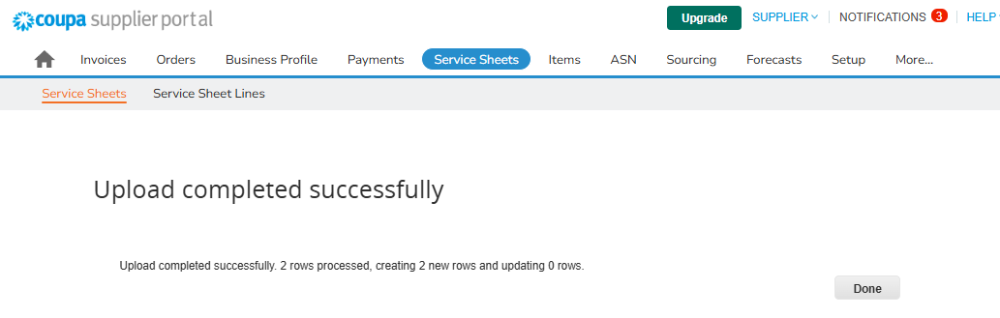 coupa supplier portal Upgrade SUPPLIER NOTIFICATIONS 3 HELP
Invoices Orders Business Profile Payments Service Sheets Items ASN Sourcing Forecasts Setup More...
Service Sheets Service Sheet Lines
Upload completed successfully
Upload completed successfully. 2 rows processed, creating 2 new rows and updating 0 rows.
Done